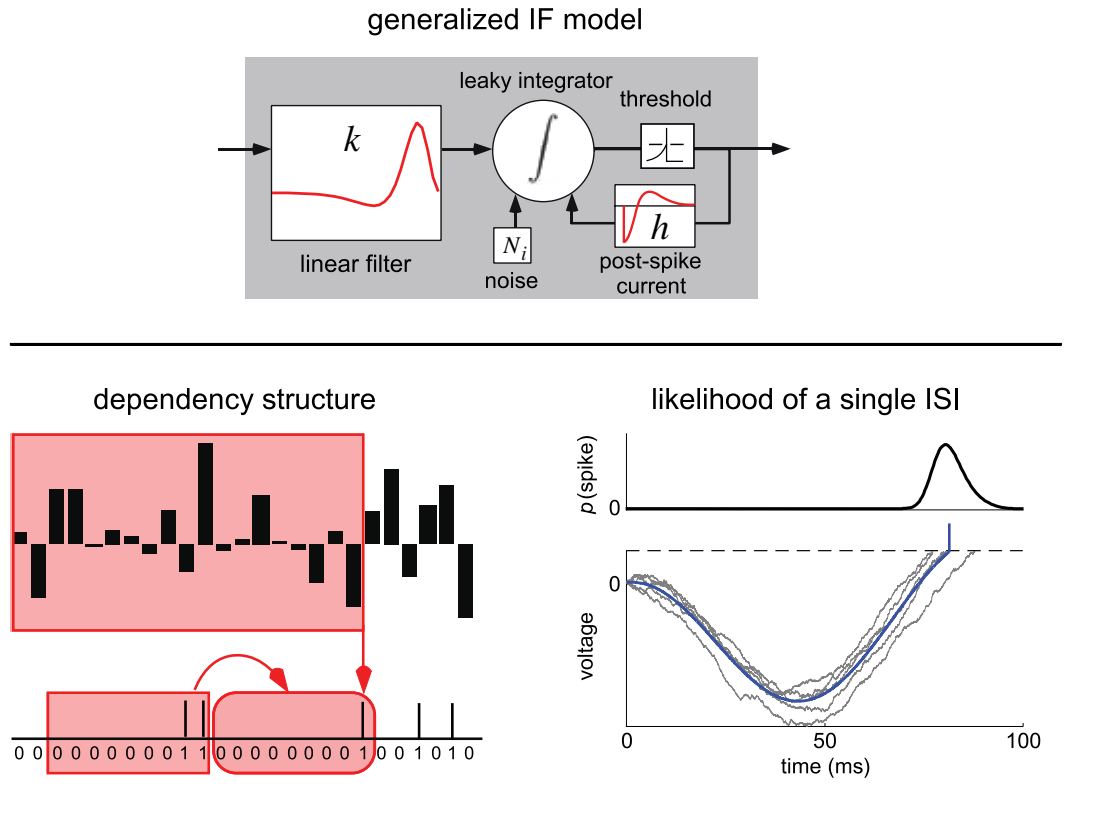 generalized IF model
leaky integrator
threshold
k
∫
h
N_i
linear filter
noise
post-spike
current
dependency structure
likelihood of a single ISI
p(spike)
0
0
voltage
0 0 0 0 0 0 0 0 0 1 1 0 0 0 0 0 0 0 0 1 0 0 1 0 1 0
0 50 100
time (ms)